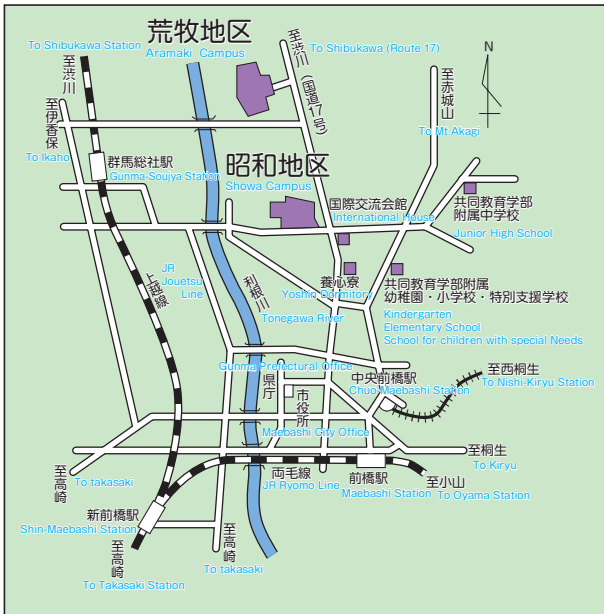 荒牧地区
Aramaki Campus
To Shibukawa Station
至渋川
至渋川（国道17号）
To Shibukawa (Route 17)
N
至伊香保
To Ikaho
至赤城山
To Mt.Akagi
群馬総社駅
Gunma-Soujya Station
昭和地区
Showa Campus
国際交流会館
International House
共同教育学部
附属中学校
Junior High School
JR
Jouetsu
Line
上越線
利根川
Tonegawa River
養心寮
Yoshin Dormitory
共同教育学部附属
幼稚園・小学校・特別支援学校
Kindergarten
Elementary School
School for children with special Needs
Gunma Prefectural Office
県庁
市役所
Maebashi City Office
中央前橋駅
Chuo Maebashi Station
至西桐生
To Nishi-Kiryu Station
至桐生
To Kiryu
至高崎
To takasaki
両毛線
JR Ryomo Line
前橋駅
Maebashi Station
至小山
To Oyama Station
新前橋駅
Shin-Maebashi Station
至高崎
To Takasaki Station
至高崎
To takasaki